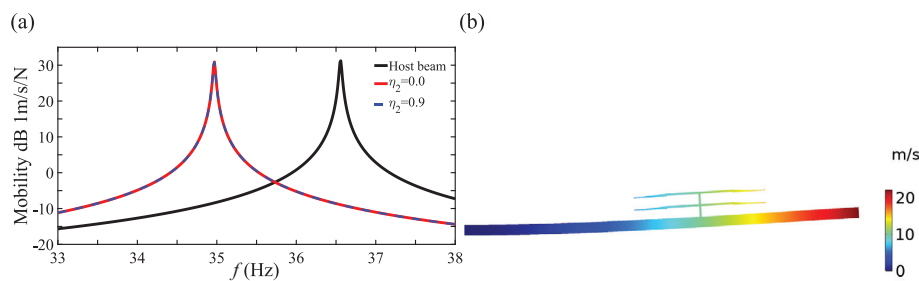 (a)
(b)
Mobility dB 1m/s/N
30
20
10
0
-10
-20
33
34
35
36
37
38
f(Hz)
Host beam
η₂=0.0
η₂=0.9
m/s
20
10
0